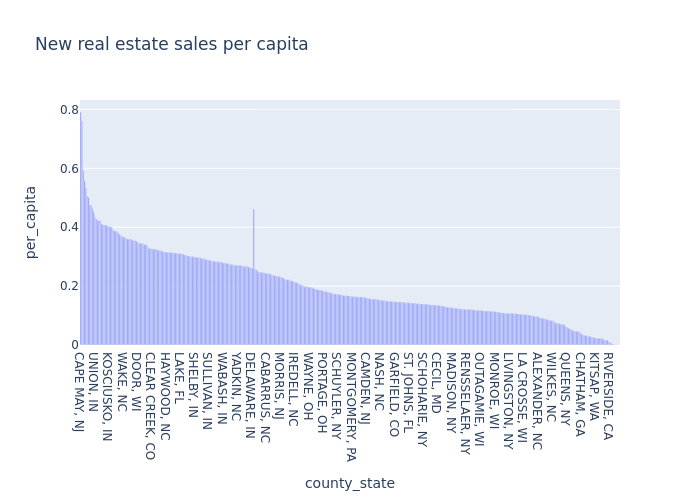 New real estate sales per capita
per_capita
0.8
0.6
0.4
0.2
0
CAPE MAY, NJ
UNION, IN
KOSCIUSKO, IN
WAKE, NC
DOOR, WI
CLEAR CREEK, CO
HAYWOOD, NC
LAKE, FL
SHELBY, IN
SULLIVAN, IN
WABASH, IN
YADKIN, NC
DELAWARE, IN
CABARRUS, NC
MORRIS, NJ
IREDELL, NC
WAYNE, OH
PORTAGE, OH
SCHUYLER, NY
MONTGOMERY, PA
CAMDEN, NJ
NASH, NC
GARFIELD, CO
ST. JOHNS, FL
SCHOHARIE, NY
CECIL, MD
MADISON, NY
RENSSELAER, NY
OUTAGAMIE, WI
MONROE, WI
LIVINGSTON, NY
LA CROSSE, WI
ALEXANDER, NC
WILKES, NC
QUEENS, NY
CHATHAM, GA
KITSAP, WA
RIVERSIDE, CA
county_state